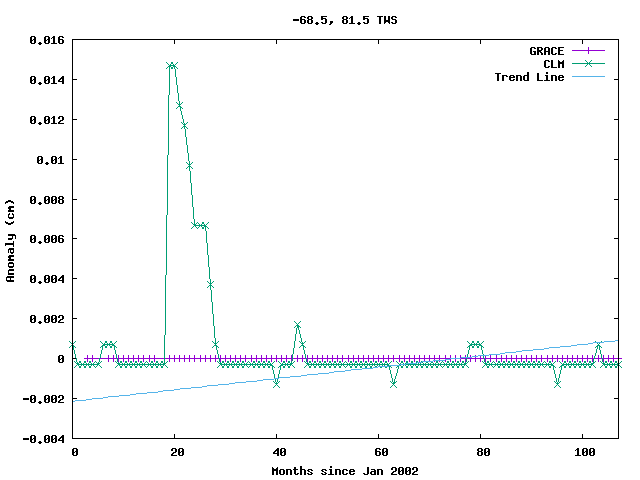 -68.5, 81.5 TWS
GRACE
CLM
Trend Line
0.016
0.014
0.012
0.01
0.008
0.006
0.004
0.002
0
-0.002
-0.004
Anomaly (cm)
0 20 40 60 80 100
Months since Jan 2002